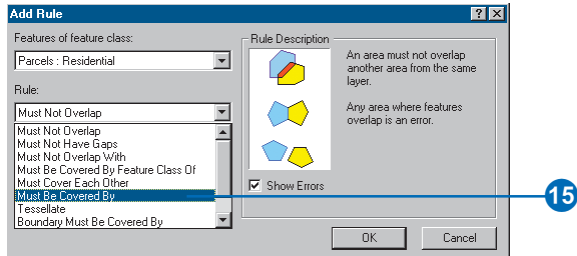 Add Rule
Features of feature class:
Parcels : Residential
Rule:
Must Not Overlap
Must Not Overlap
Must Not Have Gaps
Must Not Overlap With
Must Be Covered By Feature Class Of
Must Cover Each Other
Must Be Covered By
Tessellate
Boundary Must Be Covered By
Rule Description
An area must not overlap
another area from the same
layer.
Any area where features
overlap is an error.
Show Errors
OK
Cancel
15